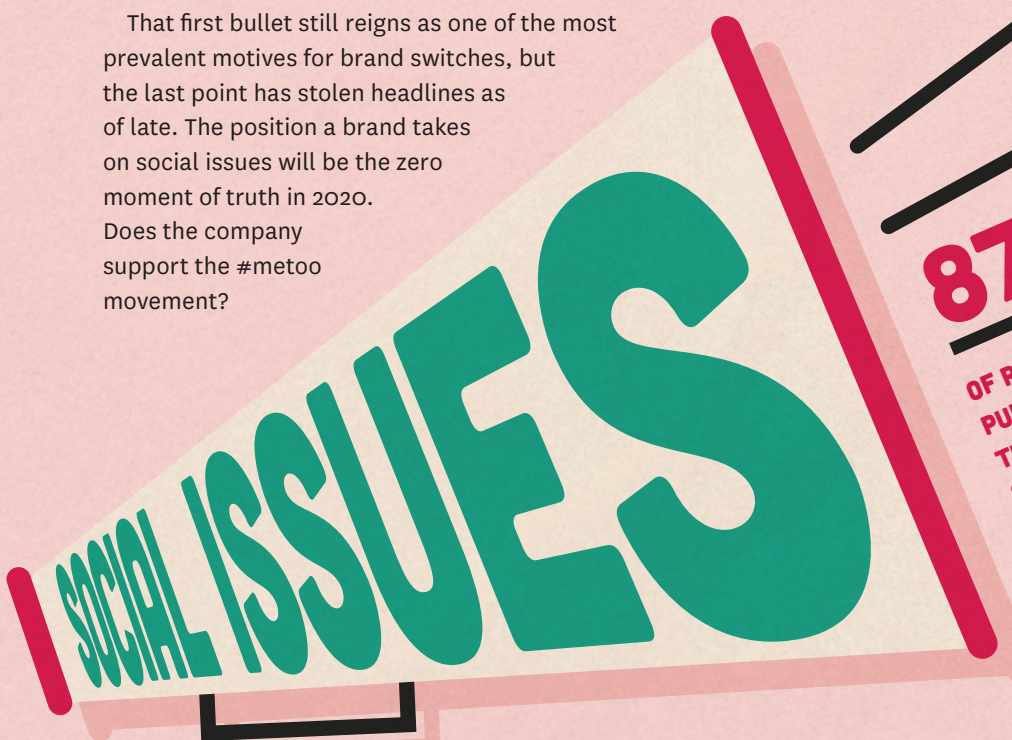 That first bullet still reigns as one of the most
prevalent motives for brand switches, but
the last point has stolen headlines as
of late. The position a brand takes
on social issues will be the zero
moment of truth in 2020.
Does the company
support the #metoo
movement?
SOCIAL ISSUES
87
OF